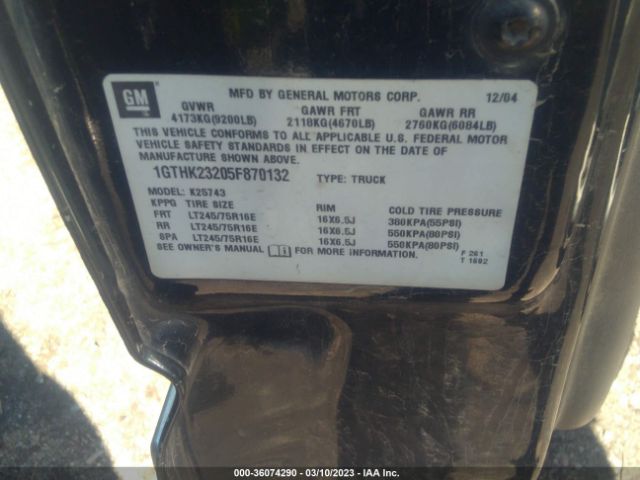 GM
MFD BY GENERAL MOTORS CORP. 12/04
GVWR GAWR FRT GAWR RR
4173KG(9200LB) 2118KG(4670LB) 2760KG(6084LB)
THIS VEHICLE CONFORMS TO ALL APPLICABLE U.S. FEDERAL MOTOR
VEHICLE SAFETY STANDARDS IN EFFECT ON THE DATE OF
MANUFACTURE SHOWN ABOVE.
1GTHK23205F870132 TYPE: TRUCK
MODEL: K25743
KPPG TIRE SIZE RIM COLD TIRE PRESSURE
FRT LT245/75R16E 16X6.5J 380KPA(55PSI)
RR LT245/75R16E 16X6.5J 550KPA(80PSI)
SPA LT245/75R16E 16X6.5J 550KPA(80PSI)
SEE OWNER'S MANUAL FOR MORE INFORMATION.
F 261
T 1692
000-36074290 - 03/10/2023 - IAA Inc.